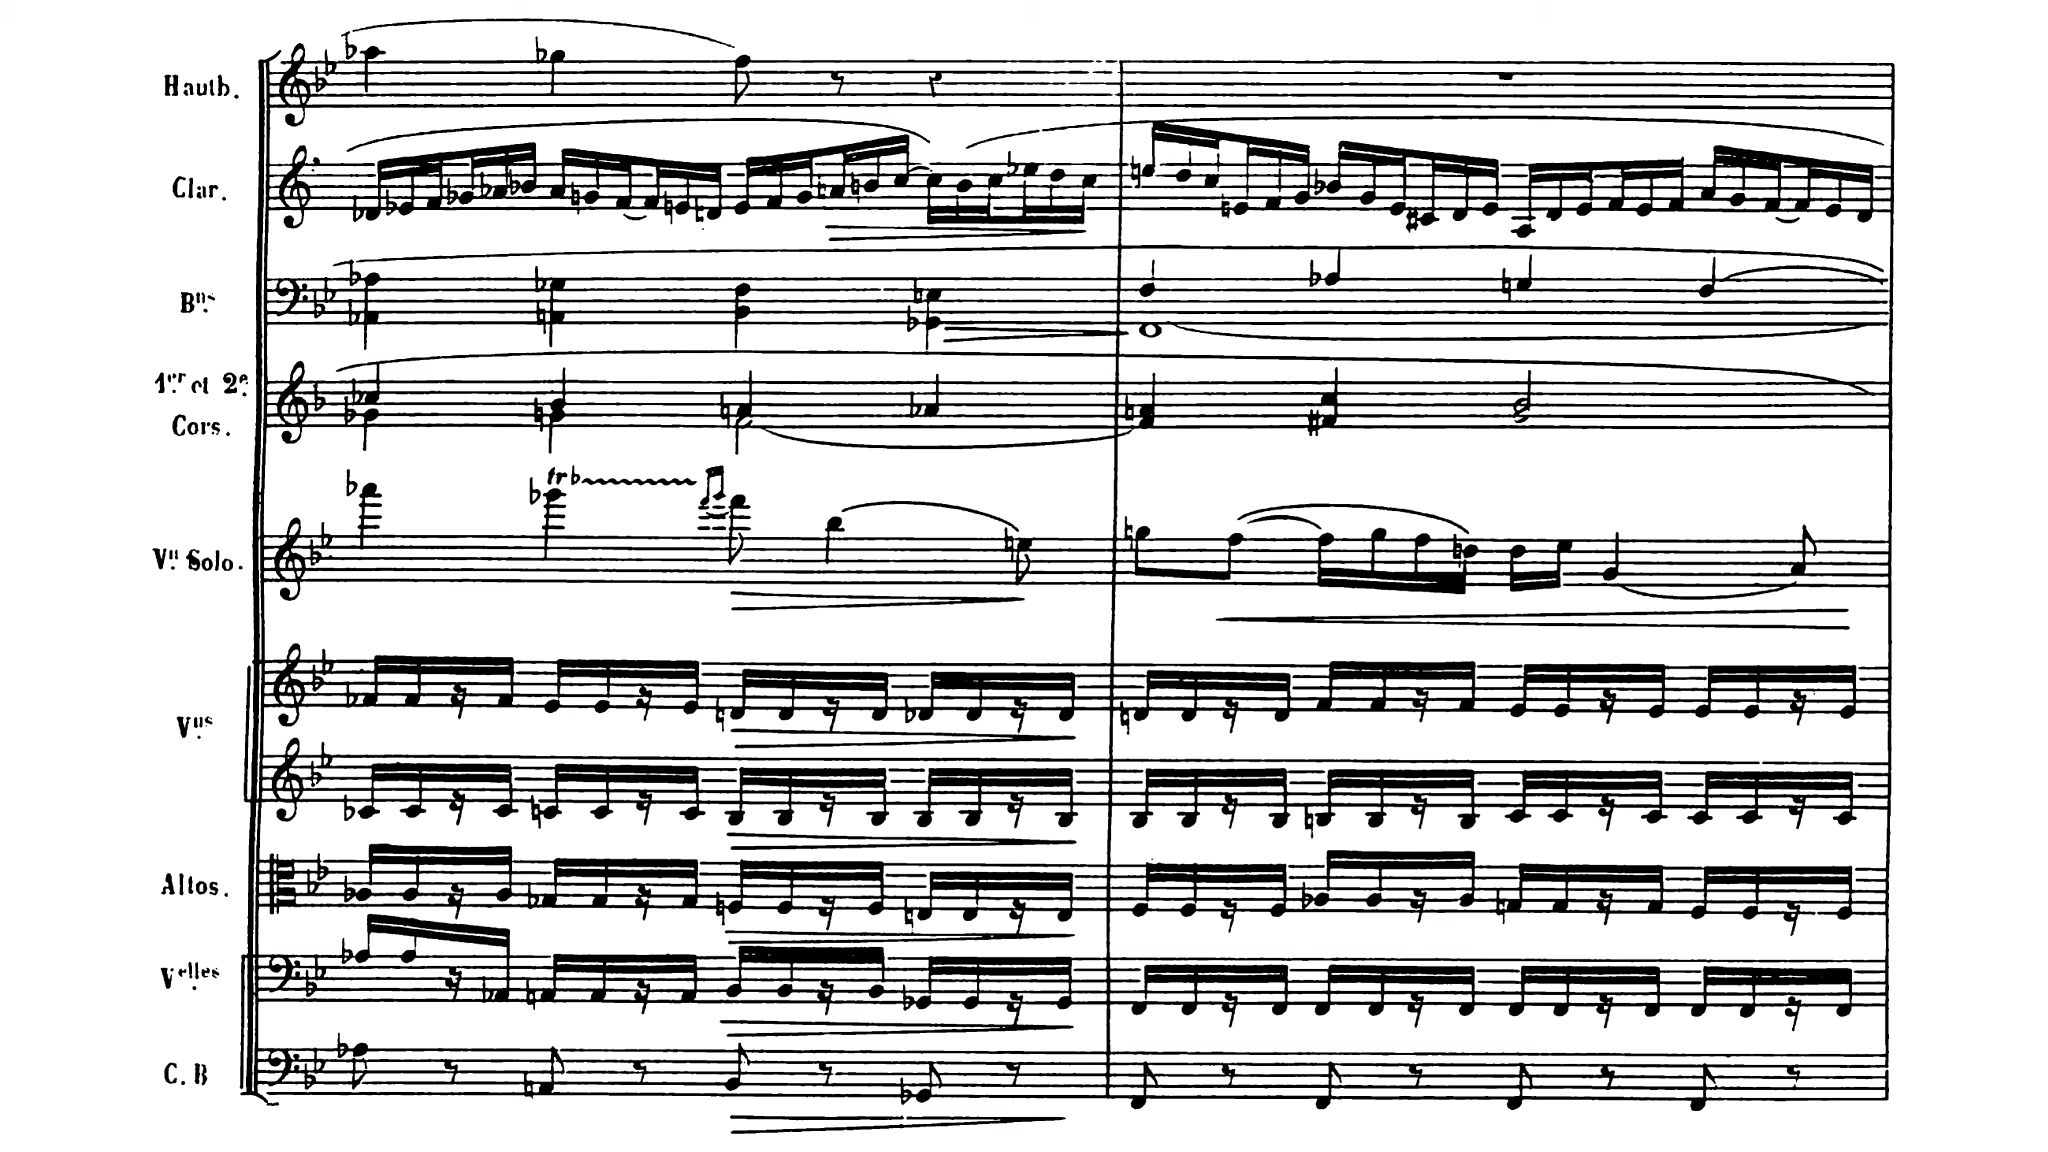 Hautb.
Clar.
Bns
1er et 2e
Cors.
tr
Vn Solo.
Vns
Altos.
Velles
C. B